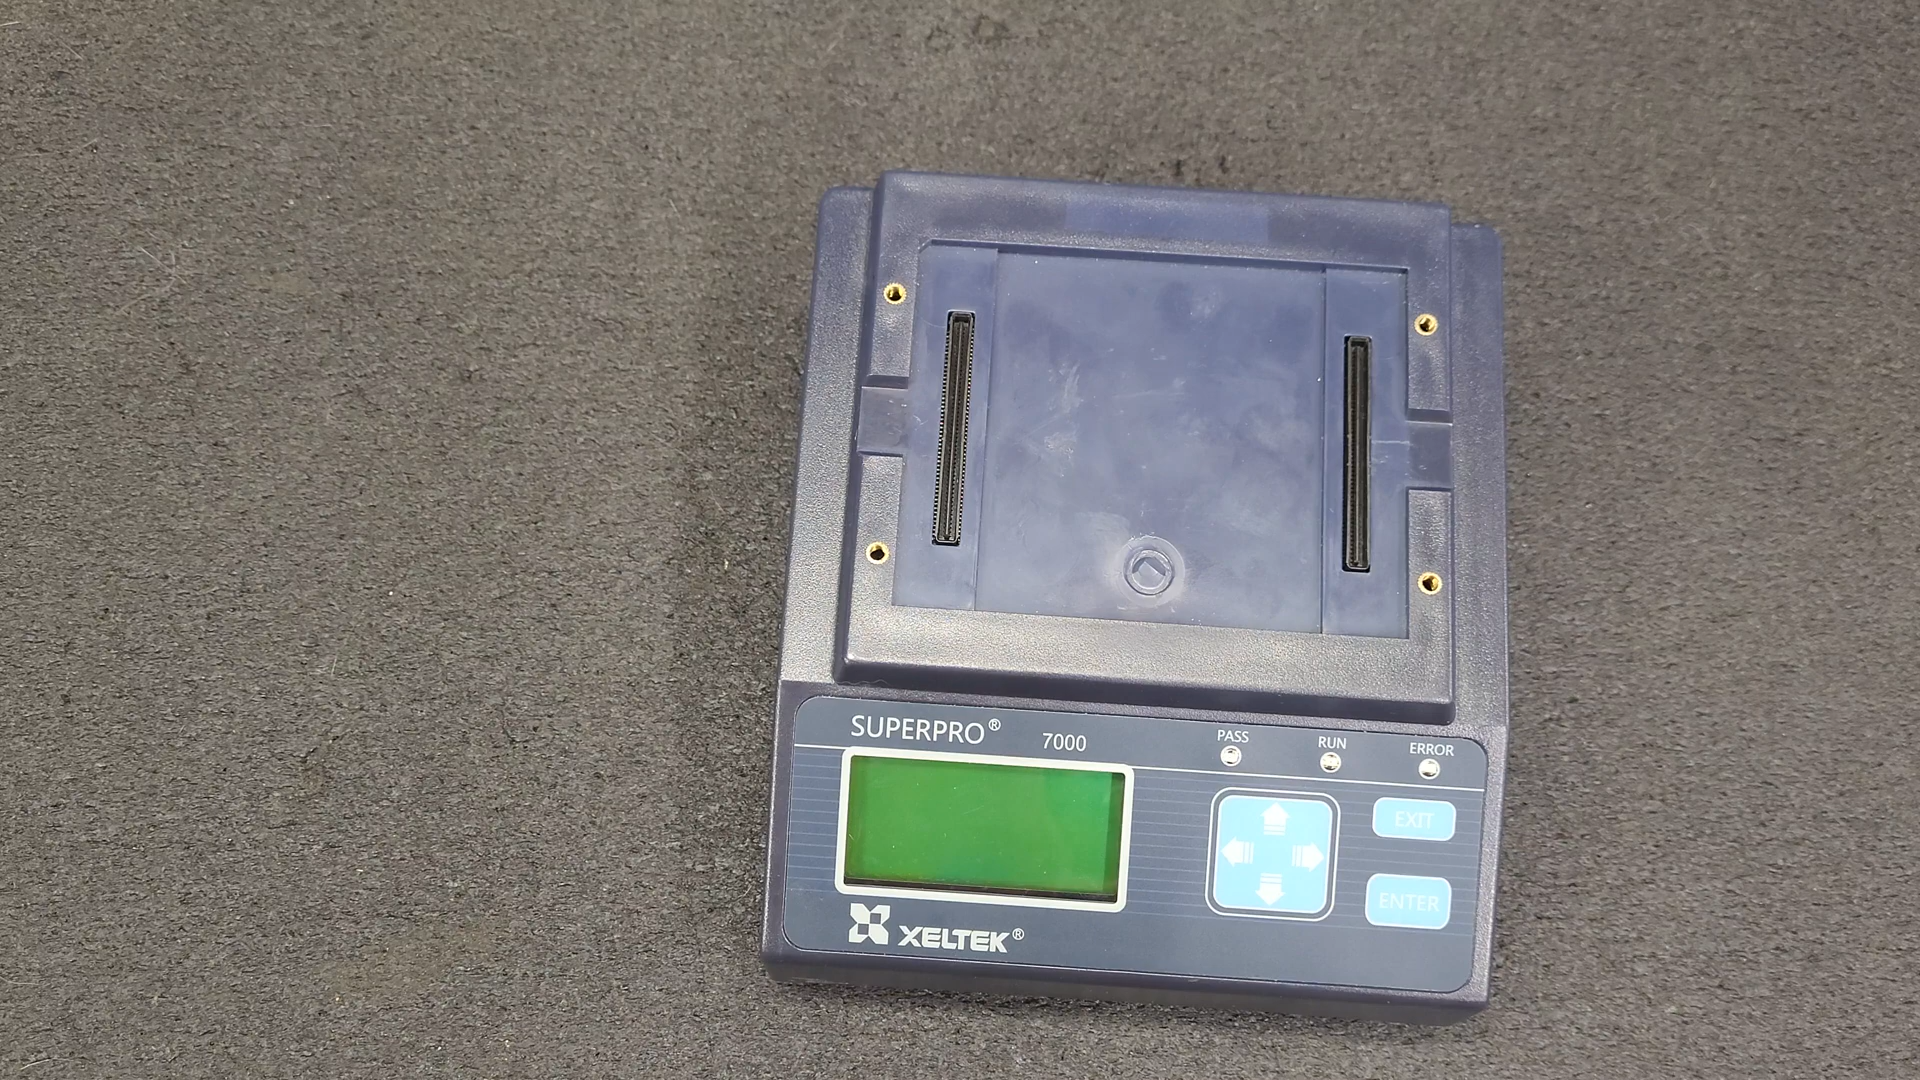 SUPERPRO® 7000
PASS RUN ERROR
EXIT
ENTER
XELTEK®